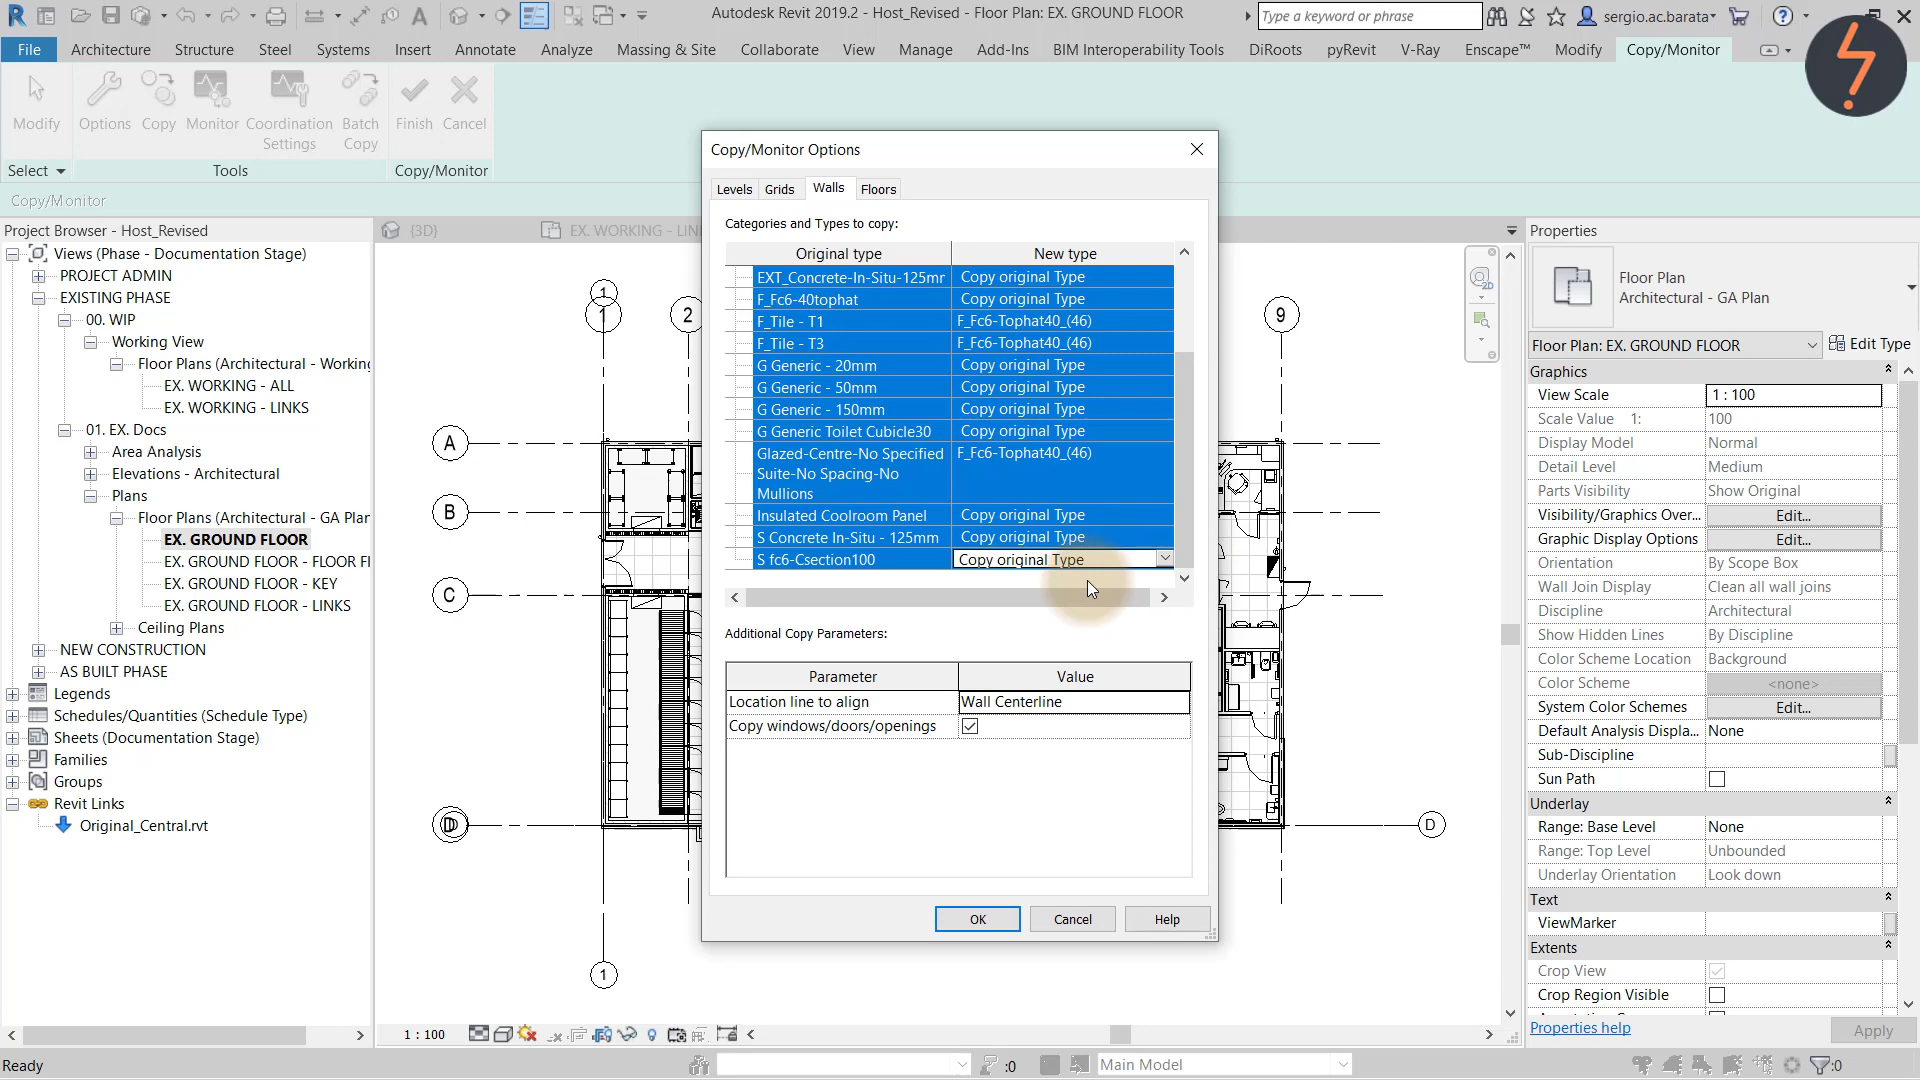 Autodesk Revit 2019.2 - Host_Revised - Floor Plan: EX. GROUND FLOOR
Type a keyword or phrase
sergio.ac.barata
File Architecture Structure Steel Systems Insert Annotate Analyze Massing & Site Collaborate View Manage Add-Ins BIM Interoperability Tools DiRoots pyRevit V-Ray Enscape™ Modify Copy/Monitor
Modify Options Copy Monitor Coordination Settings Batch Copy Finish Cancel
Select Tools Copy/Monitor
Copy/Monitor
Project Browser - Host_Revised
Views (Phase - Documentation Stage)
PROJECT ADMIN
EXISTING PHASE
00. WIP
Working View
Floor Plans (Architectural - Working
EX. WORKING - ALL
EX. WORKING - LINKS
01. EX. Docs
Area Analysis
Elevations - Architectural
Plans
Floor Plans (Architectural - GA Plan
EX. GROUND FLOOR
EX. GROUND FLOOR - FLOOR F
EX. GROUND FLOOR - KEY
EX. GROUND FLOOR - LINKS
Ceiling Plans
NEW CONSTRUCTION
AS BUILT PHASE
Legends
Schedules/Quantities (Schedule Type)
Sheets (Documentation Stage)
Families
Groups
Revit Links
Original_Central.rvt
{3D}
EX. WORKING - LIN
1
1
2
9
A
B
C
D
D
1
Copy/Monitor Options
Levels Grids Walls Floors
Categories and Types to copy:
Original type New type
EXT_Concrete-In-Situ-125mr Copy original Type
F_Fc6-40tophat Copy original Type
F_Tile - T1 F_Fc6-Tophat40_(46)
F_Tile - T3 F_Fc6-Tophat40_(46)
G Generic - 20mm Copy original Type
G Generic - 50mm Copy original Type
G Generic - 150mm Copy original Type
G Generic Toilet Cubicle30 Copy original Type
Glazed-Centre-No Specified F_Fc6-Tophat40_(46)
Suite-No Spacing-No
Mullions
Insulated Coolroom Panel Copy original Type
S Concrete In-Situ - 125mm Copy original Type
S fc6-Csection100 Copy original Type
Additional Copy Parameters:
Parameter Value
Location line to align Wall Centerline
Copy windows/doors/openings
OK Cancel Help
Properties
Floor Plan
Architectural - GA Plan
Floor Plan: EX. GROUND FLOOR Edit Type
Graphics
View Scale 1 : 100
Scale Value 1: 100
Display Model Normal
Detail Level Medium
Parts Visibility Show Original
Visibility/Graphics Over... Edit...
Graphic Display Options Edit...
Orientation By Scope Box
Wall Join Display Clean all wall joins
Discipline Architectural
Show Hidden Lines By Discipline
Color Scheme Location Background
Color Scheme <none>
System Color Schemes Edit...
Default Analysis Displa... None
Sub-Discipline
Sun Path
Underlay
Range: Base Level None
Range: Top Level Unbounded
Underlay Orientation Look down
Text
ViewMarker
Extents
Crop View
Crop Region Visible
Properties help Apply
1 : 100
Ready
:0
Main Model
:0